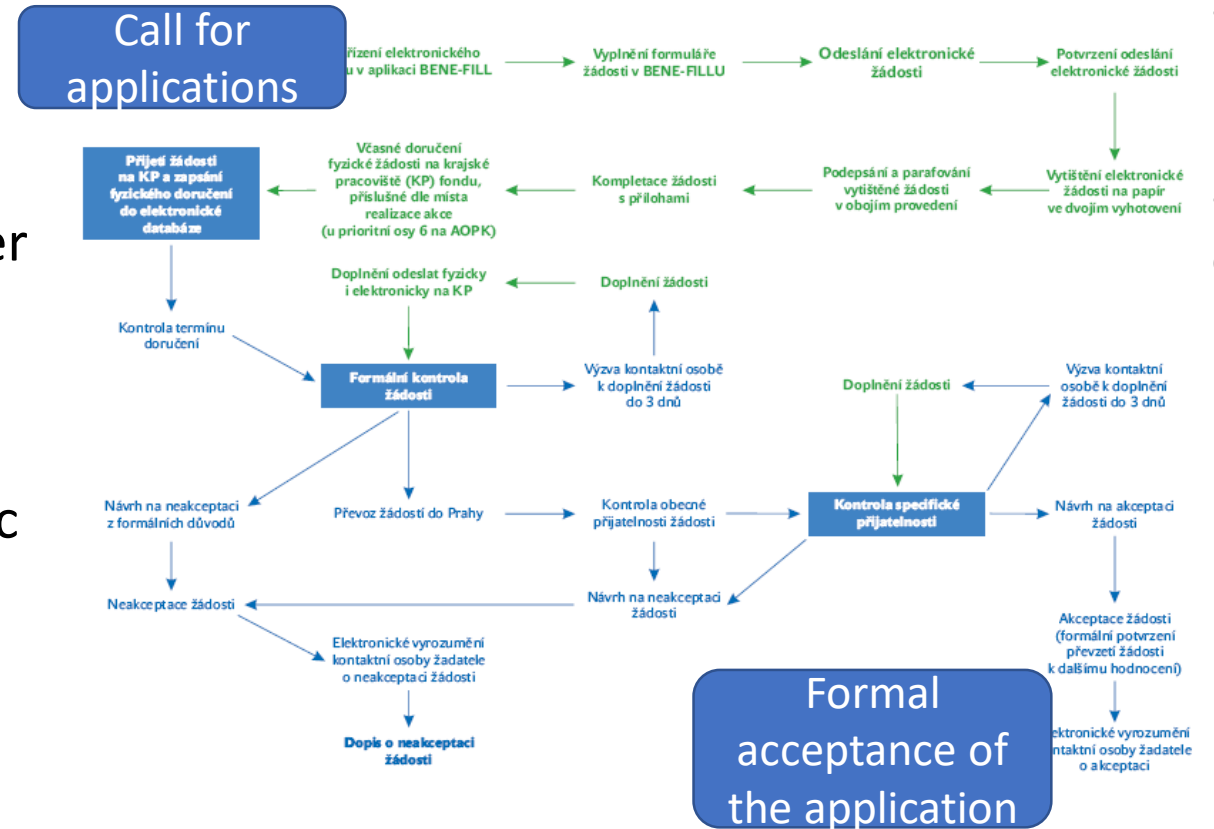 Call for
applications
řízení elektronického
u v aplikaci BENE-FILL
Vyplnění formuláře
žádosti v BENE-FILLU
Odeslání elektronické
žádosti
Potvrzení odeslání
elektronické žádosti
Přijetí žádosti
na KP a zapsání
fyzického doručení
do elektronické
databáze
Včasné doručení
fyzické žádosti na krajské
pracoviště (KP) fondu,
příslušné dle místa
realizace akce
(u prioritní osy 6 na AOPK)
Kompletace žádosti
s přílohami
Podepsání a parafování
vytištěné žádosti
v obojím provedení
Vytištění elektronické
žádosti na papír
ve dvojím vyhotovení
er
Doplnění odeslat fyzicky
i elektronicky na KP
Doplnění žádosti
Kontrola termínu
doručení
Formální kontrola
žádosti
Výzva kontaktní osobě
k doplnění žádosti
do 3 dnů
Doplnění žádosti
Výzva kontaktní
osobě k doplnění
žádosti do 3 dnů
c
Návrh na neakceptaci
z formálních důvodů
Převoz žádostí do Prahy
Kontrola obecné
přijatelnosti žádosti
Kontrola specifické
přijatelnosti
Návrh na akceptaci
žádosti
Neakceptace žádosti
Návrh na neakceptaci
žádosti
Elektronické vyrozumění
kontaktní osoby žadatele
o neakceptaci žádosti
Akceptace žádosti
(formální potvrzení
převzetí žádosti
k dalšímu hodnocení)
Dopis o neakceptaci
žádosti
Formal
acceptance of
the application
ektronické vyrozumění
ntaktní osoby žadatele
o akceptaci